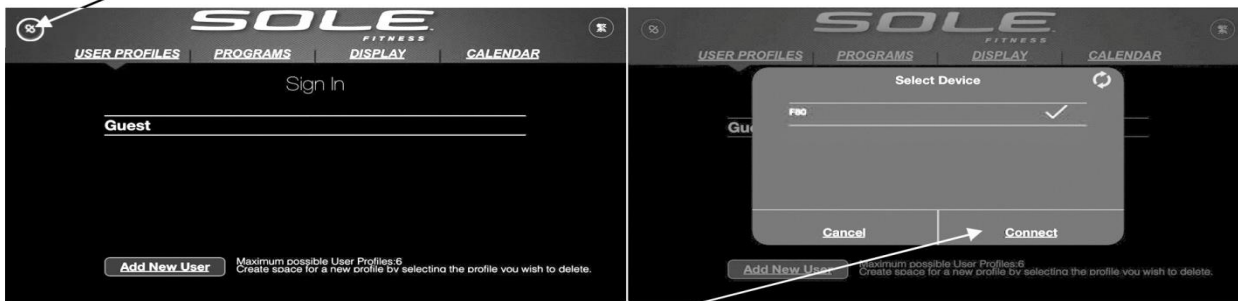 SOLE
FITNESS
USER PROFILES
PROGRAMS
DISPLAY
CALENDAR
Sign In
Guest
Add New User
Maximum possible User Profiles:6
Create space for a new profile by selecting the profile you wish to delete.
SOLE
FITNESS
USER PROFILES
PROGRAMS
DISPLAY
CALENDAR
Select Device
F80
Gu
Cancel
Connect
Add New User
Maximum possible User Profiles:6
Create space for a new profile by selecting the profile you wish to delete.